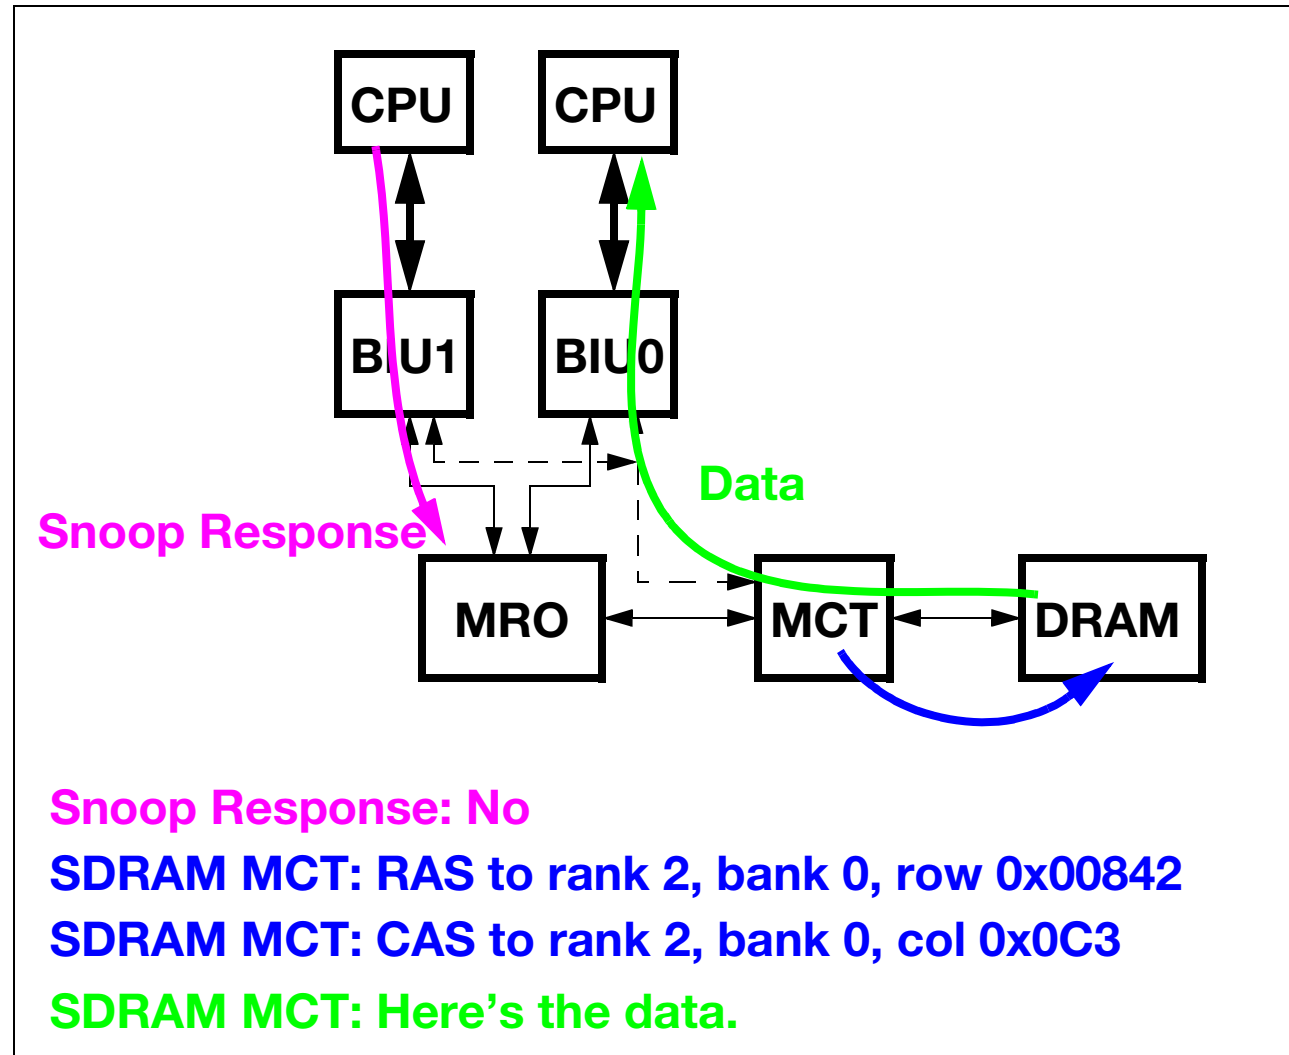 CPU CPU
BIU1 BIU0
Data
Snoop Response
MRO MCT DRAM
Snoop Response: No
SDRAM MCT: RAS to rank 2, bank 0, row 0x00842
SDRAM MCT: CAS to rank 2, bank 0, col 0x0C3
SDRAM MCT: Here’s the data.